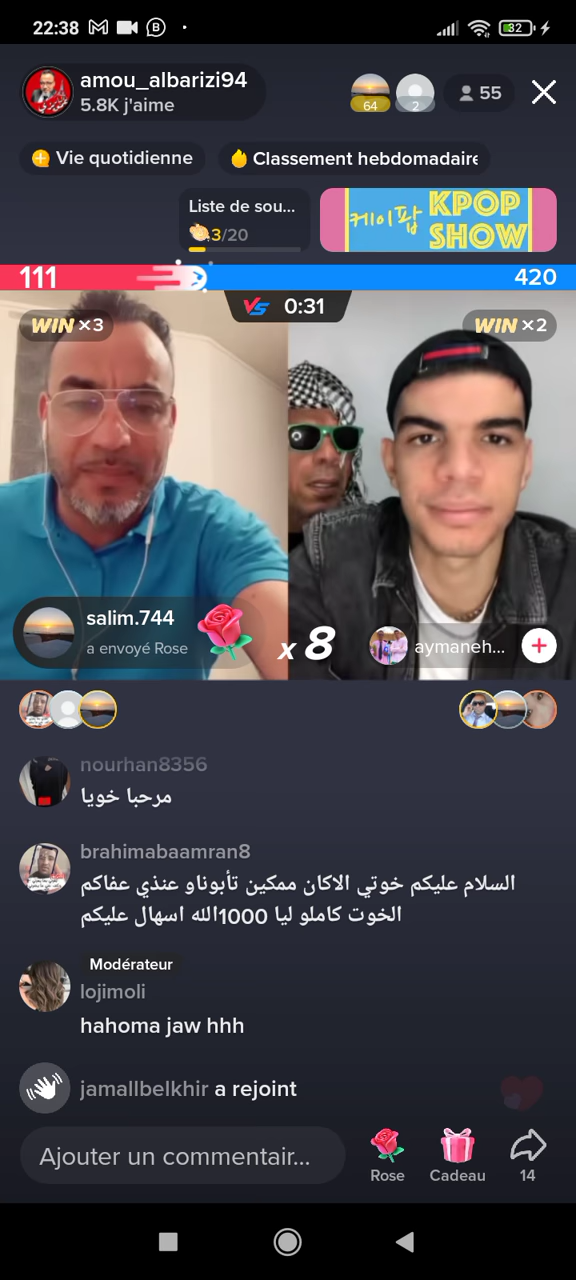 22:38
32
amou_albarizi94
5.8K j'aime
64
2
55
Vie quotidienne
Classement hebdomadaire
Liste de sou...
3/20
케이팝
KPOP
SHOW
111
420
VS 0:31
WIN ×3
WIN ×2
salim.744
a envoyé Rose
x 8
aymaneh...
nourhan8356
مرحبا خويا
brahimabaamran8
السلام عليكم خوتي الاكان ممكين تأبوناو عنذي عفاكم
الخوت كاملو ليا 1000الله اسهال عليكم
Modérateur
lojimoli
hahoma jaw hhh
jamallbelkhir a rejoint
Ajouter un commentair...
Rose
Cadeau
14